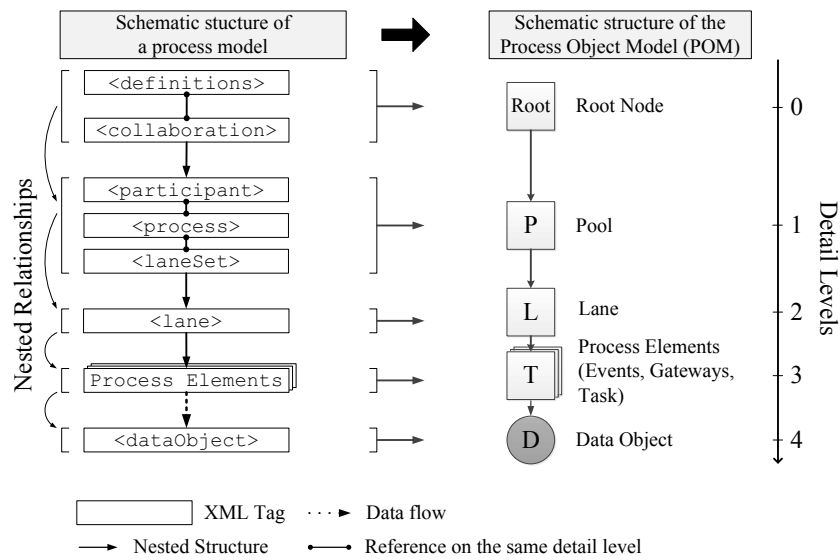 Schematic stucture of
a process model
Schematic structure of the
Process Object Model (POM)
<definitions>
<collaboration>
<participant>
<process>
<laneSet>
<lane>
Process Elements
<dataObject>
Nested Relationships
Root
Root Node
P
Pool
L
Lane
T
Process Elements
(Events, Gateways,
Task)
D
Data Object
0
1
2
3
4
Detail Levels
XML Tag
Data flow
Nested Structure
Reference on the same detail level